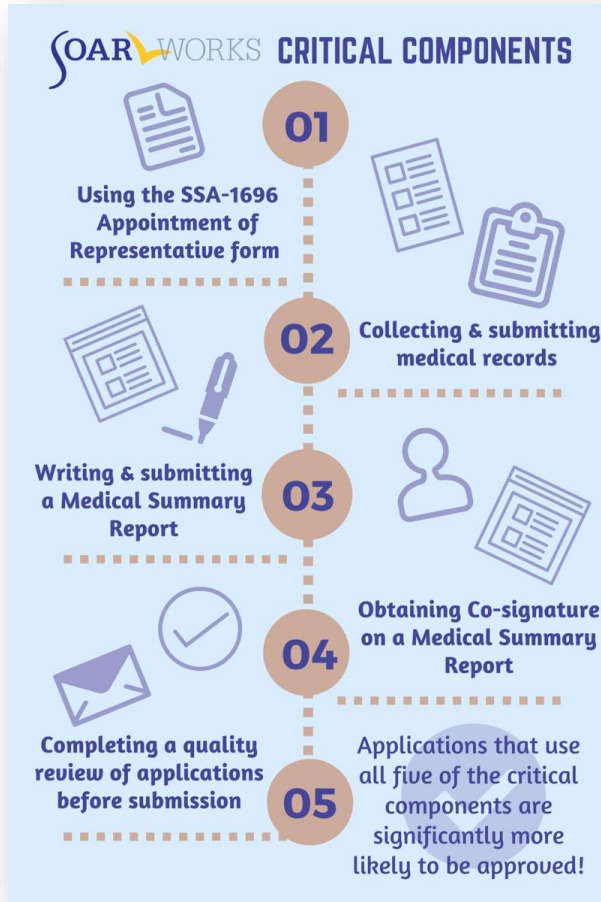 SOAR WORKS CRITICAL COMPONENTS
01
Using the SSA-1696
Appointment of
Representative form
02
Collecting & submitting
medical records
Writing & submitting
a Medical Summary
Report
03
Obtaining Co-signature
on a Medical Summary
Report
04
Completing a quality
review of applications
before submission
05
Applications that use
all five of the critical
components are
significantly more
likely to be approved!